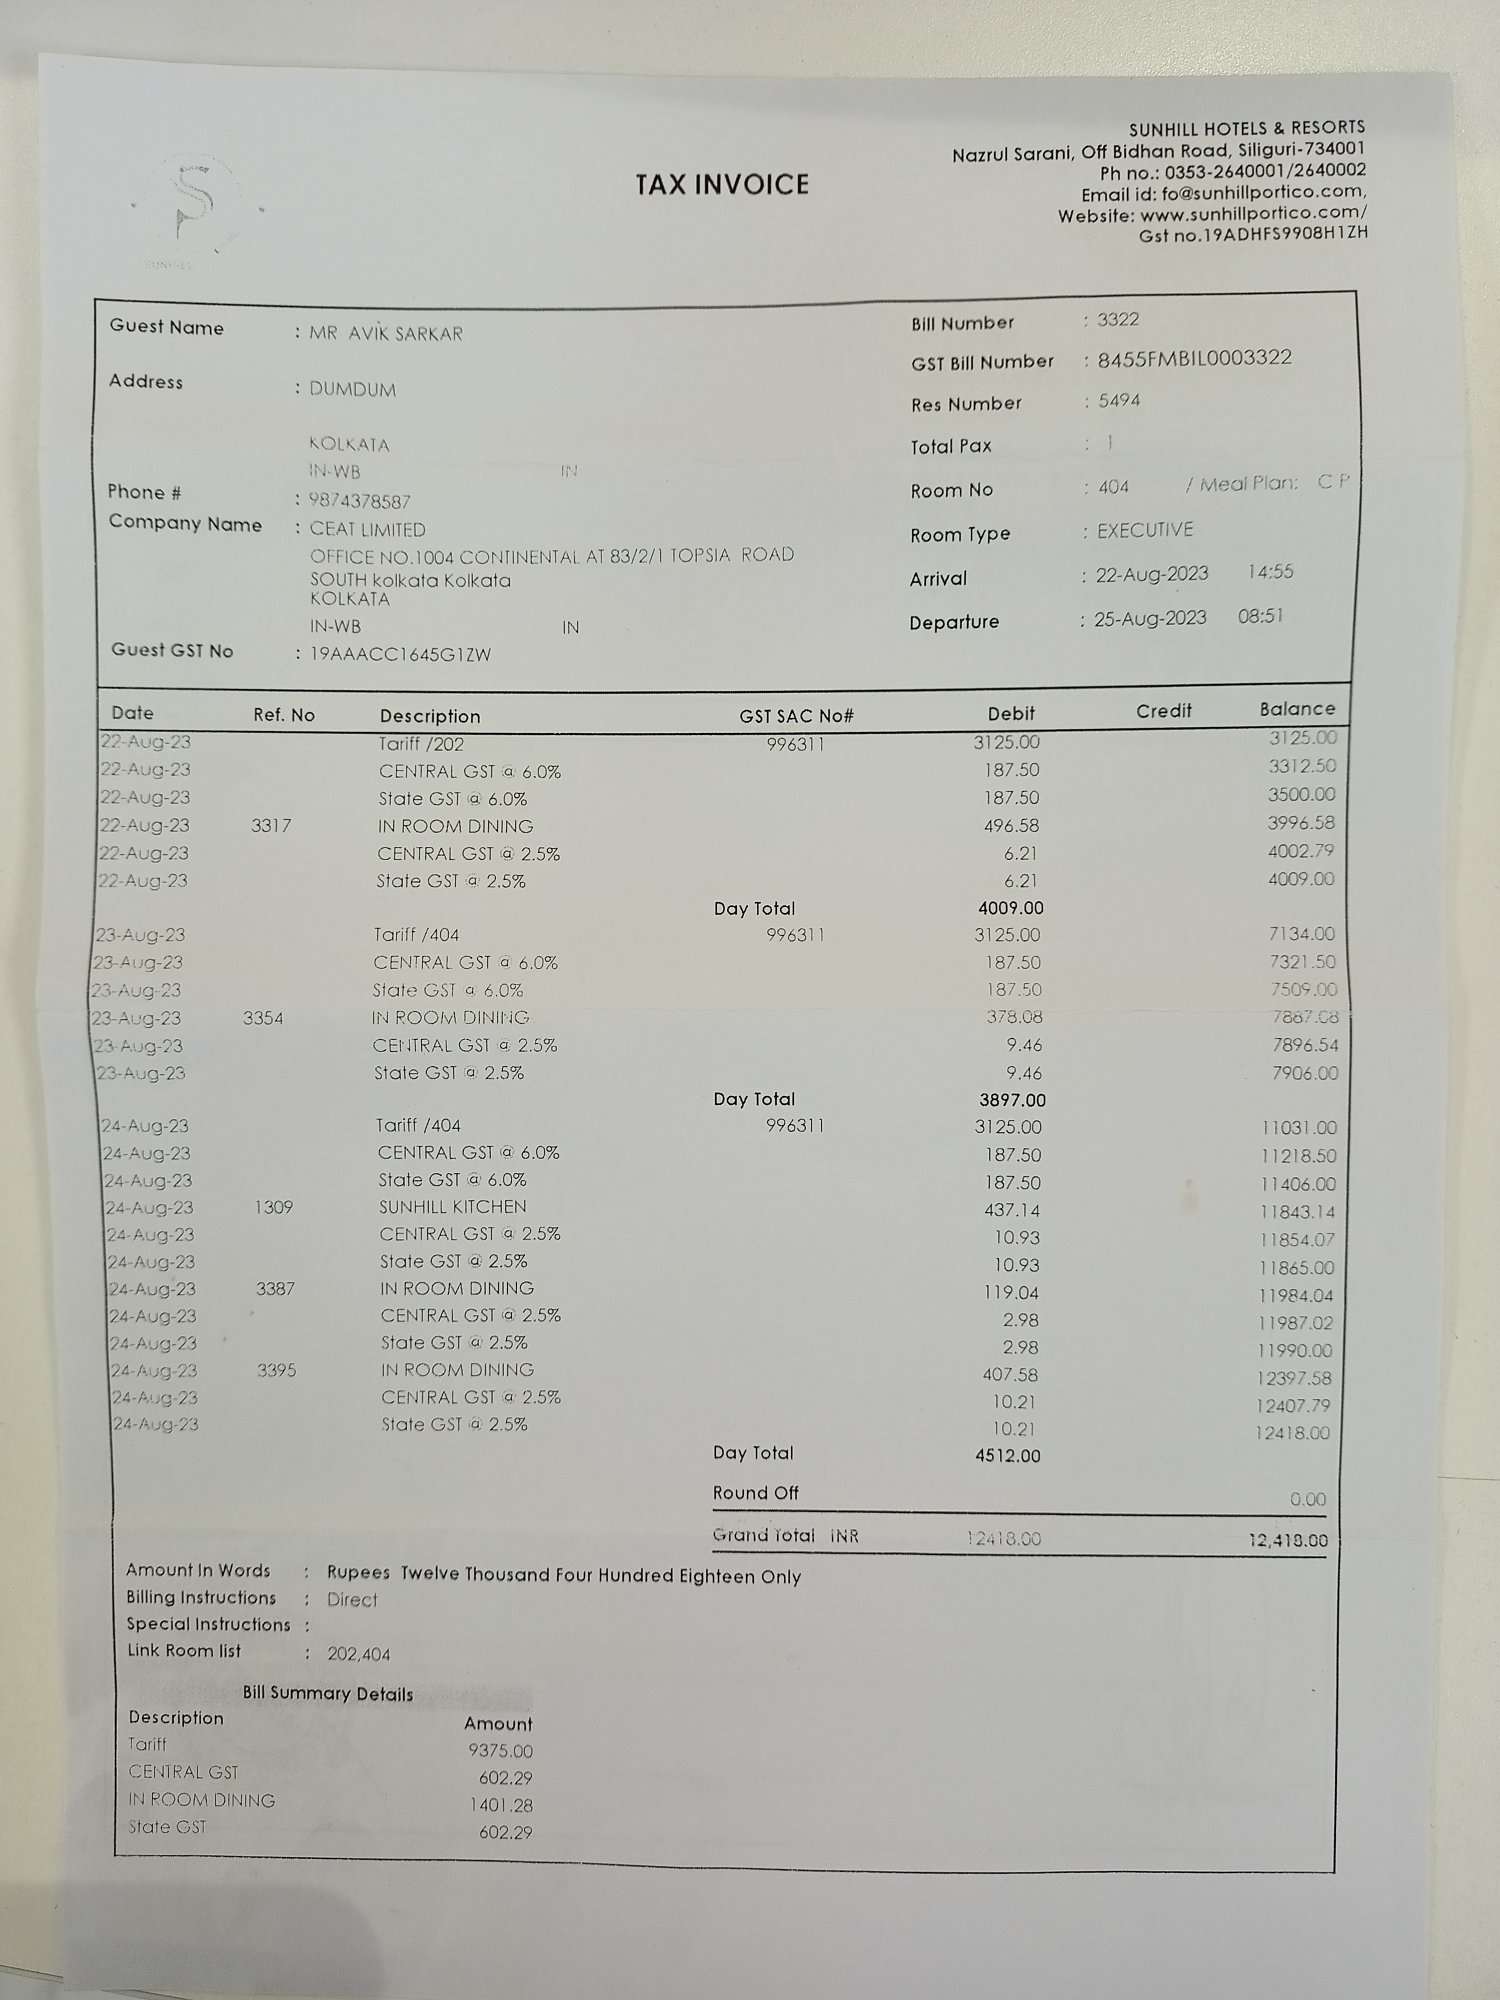 SUNHILL HOTELS & RESORTS
Nazrul Sarani, Off Bidhan Road, Siliguri-734001
Ph no.: 0353-2640001/2640002
Email id: fo@sunhillportico.com,
Website: www.sunhillportico.com/
Gst no.19ADHFS9908H1ZH
TAX INVOICE
S
SUNHILL
Guest Name : MR AVIK SARKAR
Address : DUMDUM
KOLKATA
IN-WB IN
Phone # : 9874378587
Company Name : CEAT LIMITED
OFFICE NO.1004 CONTINENTAL AT 83/2/1 TOPSIA ROAD
SOUTH kolkata Kolkata
KOLKATA
IN-WB IN
Guest GST No : 19AAACC1645G1ZW
Bill Number : 3322
GST Bill Number : 8455FMBIL0003322
Res Number : 5494
Total Pax : 1
Room No : 404 / Meal Plan: C P
Room Type : EXECUTIVE
Arrival : 22-Aug-2023 14:55
Departure : 25-Aug-2023 08:51
Date Ref. No Description GST SAC No# Debit Credit Balance
22-Aug-23 Tariff /202 996311 3125.00 3125.00
22-Aug-23 CENTRAL GST @ 6.0% 187.50 3312.50
22-Aug-23 State GST @ 6.0% 187.50 3500.00
22-Aug-23 3317 IN ROOM DINING 496.58 3996.58
22-Aug-23 CENTRAL GST @ 2.5% 6.21 4002.79
22-Aug-23 State GST @ 2.5% 6.21 4009.00
Day Total 4009.00
23-Aug-23 Tariff /404 996311 3125.00 7134.00
23-Aug-23 CENTRAL GST @ 6.0% 187.50 7321.50
23-Aug-23 State GST @ 6.0% 187.50 7509.00
23-Aug-23 3354 IN ROOM DINING 378.08 7887.08
23-Aug-23 CENTRAL GST @ 2.5% 9.46 7896.54
23-Aug-23 State GST @ 2.5% 9.46 7906.00
Day Total 3897.00
24-Aug-23 Tariff /404 996311 3125.00 11031.00
24-Aug-23 CENTRAL GST @ 6.0% 187.50 11218.50
24-Aug-23 State GST @ 6.0% 187.50 11406.00
24-Aug-23 1309 SUNHILL KITCHEN 437.14 11843.14
24-Aug-23 CENTRAL GST @ 2.5% 10.93 11854.07
24-Aug-23 State GST @ 2.5% 10.93 11865.00
24-Aug-23 3387 IN ROOM DINING 119.04 11984.04
24-Aug-23 CENTRAL GST @ 2.5% 2.98 11987.02
24-Aug-23 State GST @ 2.5% 2.98 11990.00
24-Aug-23 3395 IN ROOM DINING 407.58 12397.58
24-Aug-23 CENTRAL GST @ 2.5% 10.21 12407.79
24-Aug-23 State GST @ 2.5% 10.21 12418.00
Day Total 4512.00
Round Off 0.00
Grand Total INR 12418.00 12,418.00
Amount In Words : Rupees Twelve Thousand Four Hundred Eighteen Only
Billing Instructions : Direct
Special Instructions :
Link Room list : 202,404
Bill Summary Details
Description Amount
Tariff 9375.00
CENTRAL GST 602.29
IN ROOM DINING 1401.28
State GST 602.29